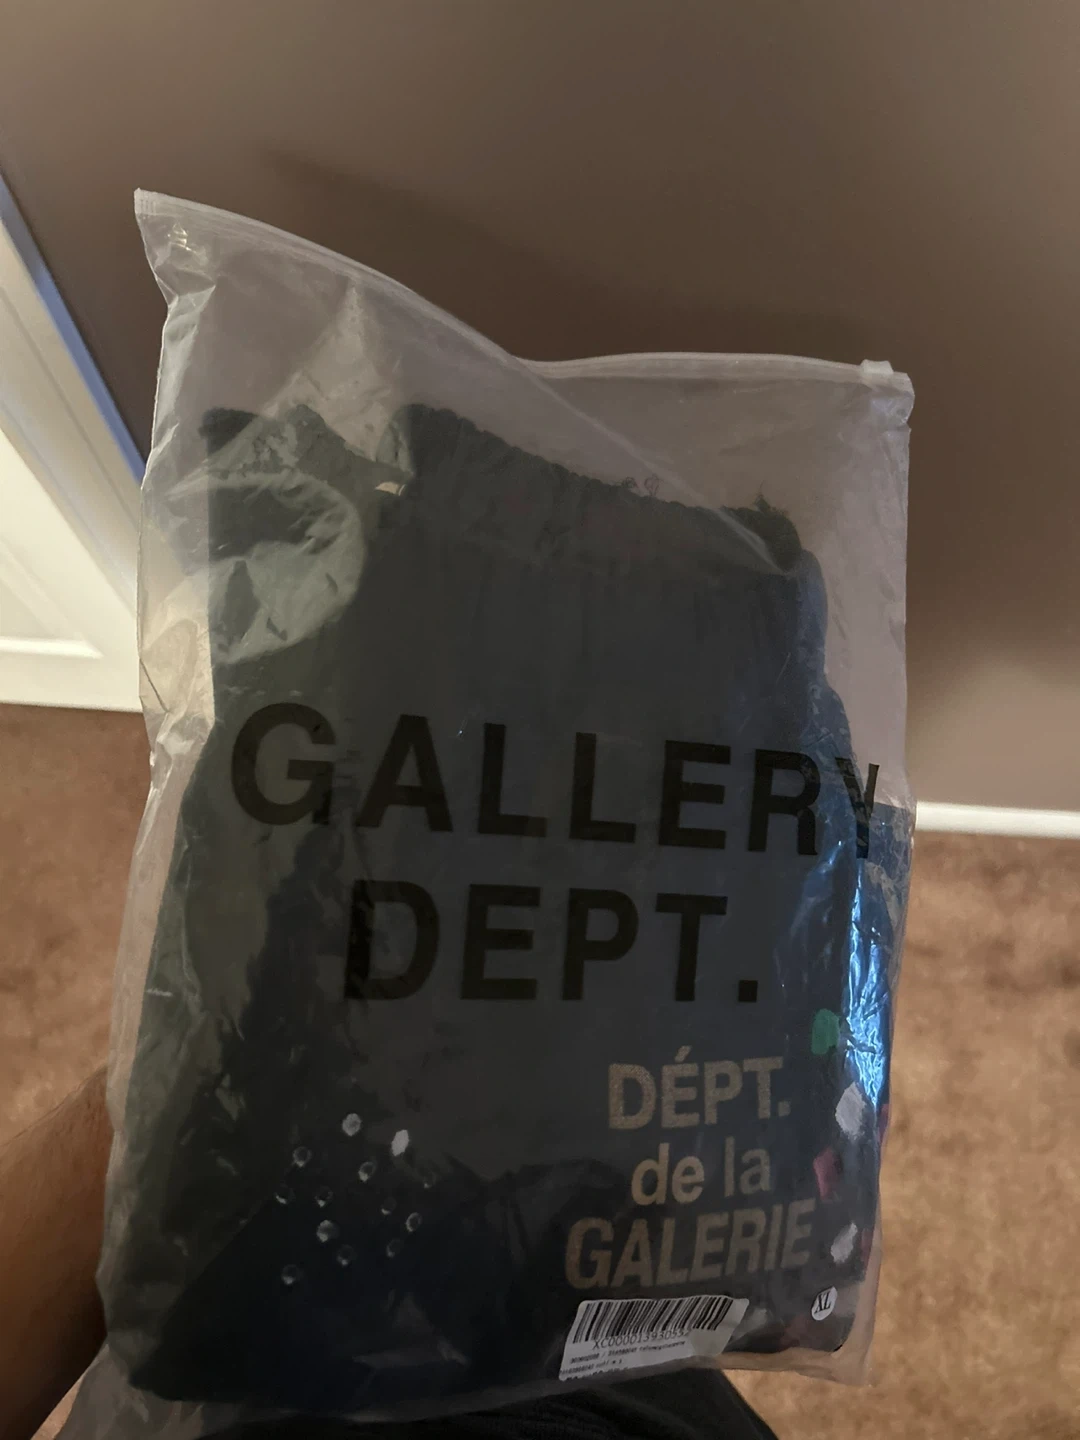 GALLERY
DEPT.
DÉPT.
de la
GALERIE
XL